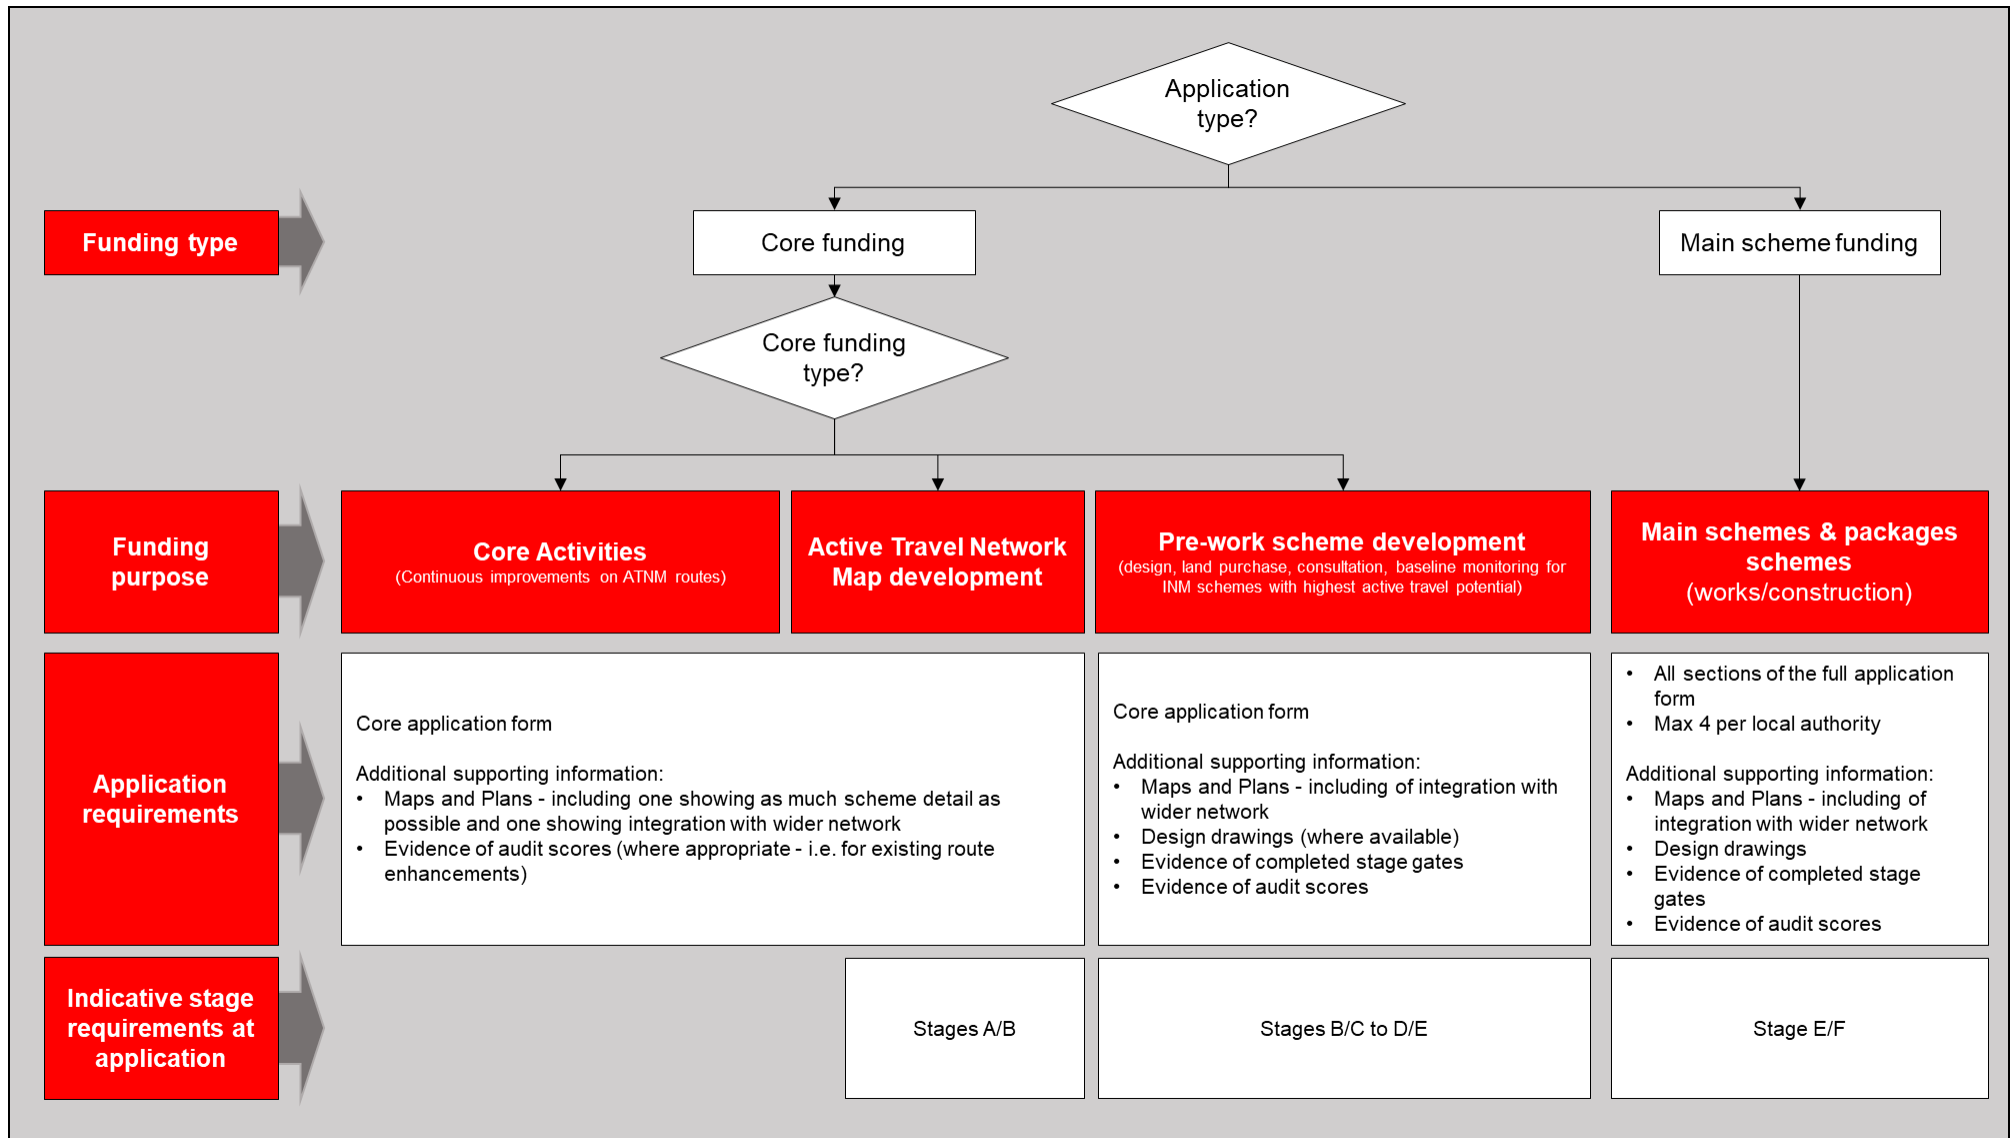 Application
type?
Funding type
Core funding
Main scheme funding
Core funding
type?
Funding
purpose
Core Activities
(Continuous improvements on ATNM routes)
Active Travel Network
Map development
Pre-work scheme development
(design, land purchase, consultation, baseline monitoring for
INM schemes with highest active travel potential)
Main schemes & packages
schemes
(works/construction)
Application
requirements
Core application form
Additional supporting information:
• Maps and Plans - including one showing as much scheme detail as
possible and one showing integration with wider network
• Evidence of audit scores (where appropriate - i.e. for existing route
enhancements)
Core application form
Additional supporting information:
• Maps and Plans - including of integration with
wider network
• Design drawings (where available)
• Evidence of completed stage gates
• Evidence of audit scores
• All sections of the full application
form
• Max 4 per local authority
Additional supporting information:
• Maps and Plans - including of
integration with wider network
• Design drawings
• Evidence of completed stage
gates
• Evidence of audit scores
Indicative stage
requirements at
application
Stages A/B
Stages B/C to D/E
Stage E/F